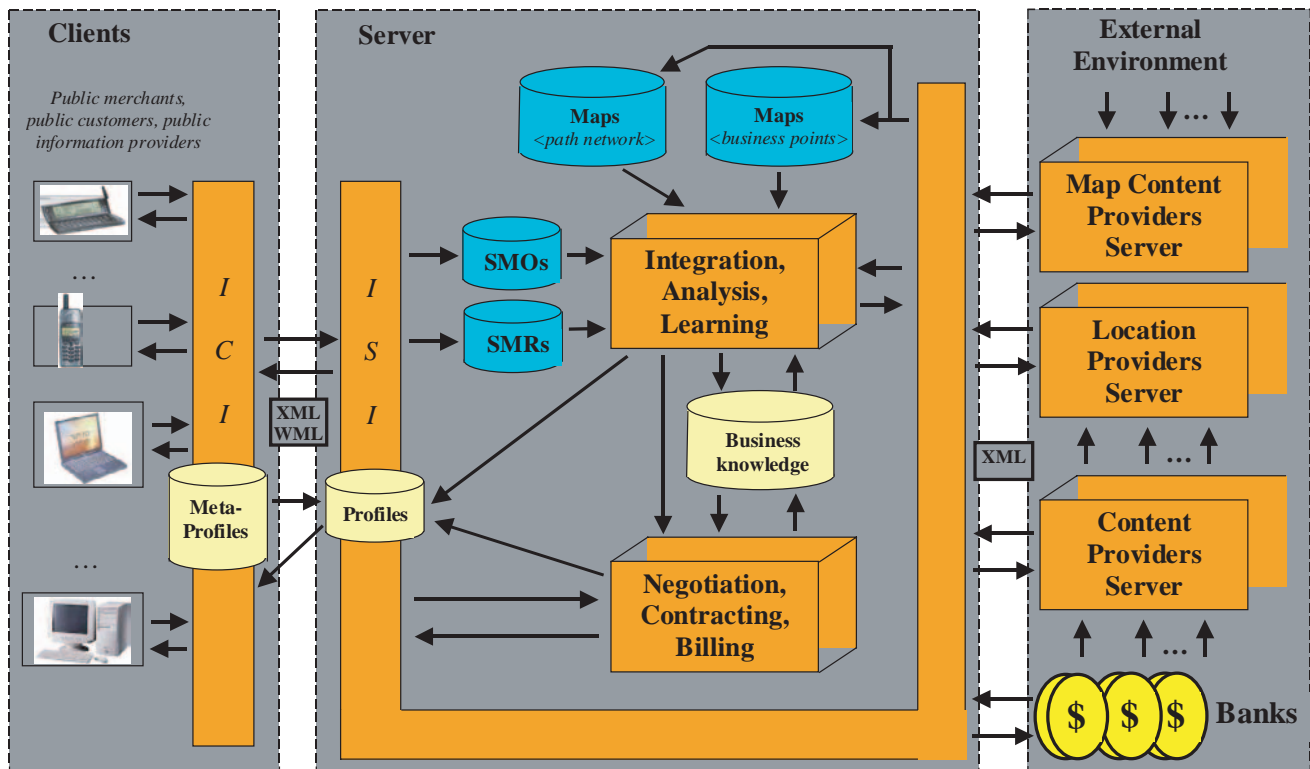 Clients
Public merchants,
public customers, public
information providers
...
I
C
I
Meta-
Profiles
...
XML
WML
Server
I
S
I
Profiles
SMOs
SMRs
Maps
<path network>
Maps
<business points>
Integration,
Analysis,
Learning
Business
knowledge
Negotiation,
Contracting,
Billing
XML
External
Environment
...
Map Content
Providers
Server
Location
Providers
Server
...
Content
Providers
Server
...
$ $ $ Banks